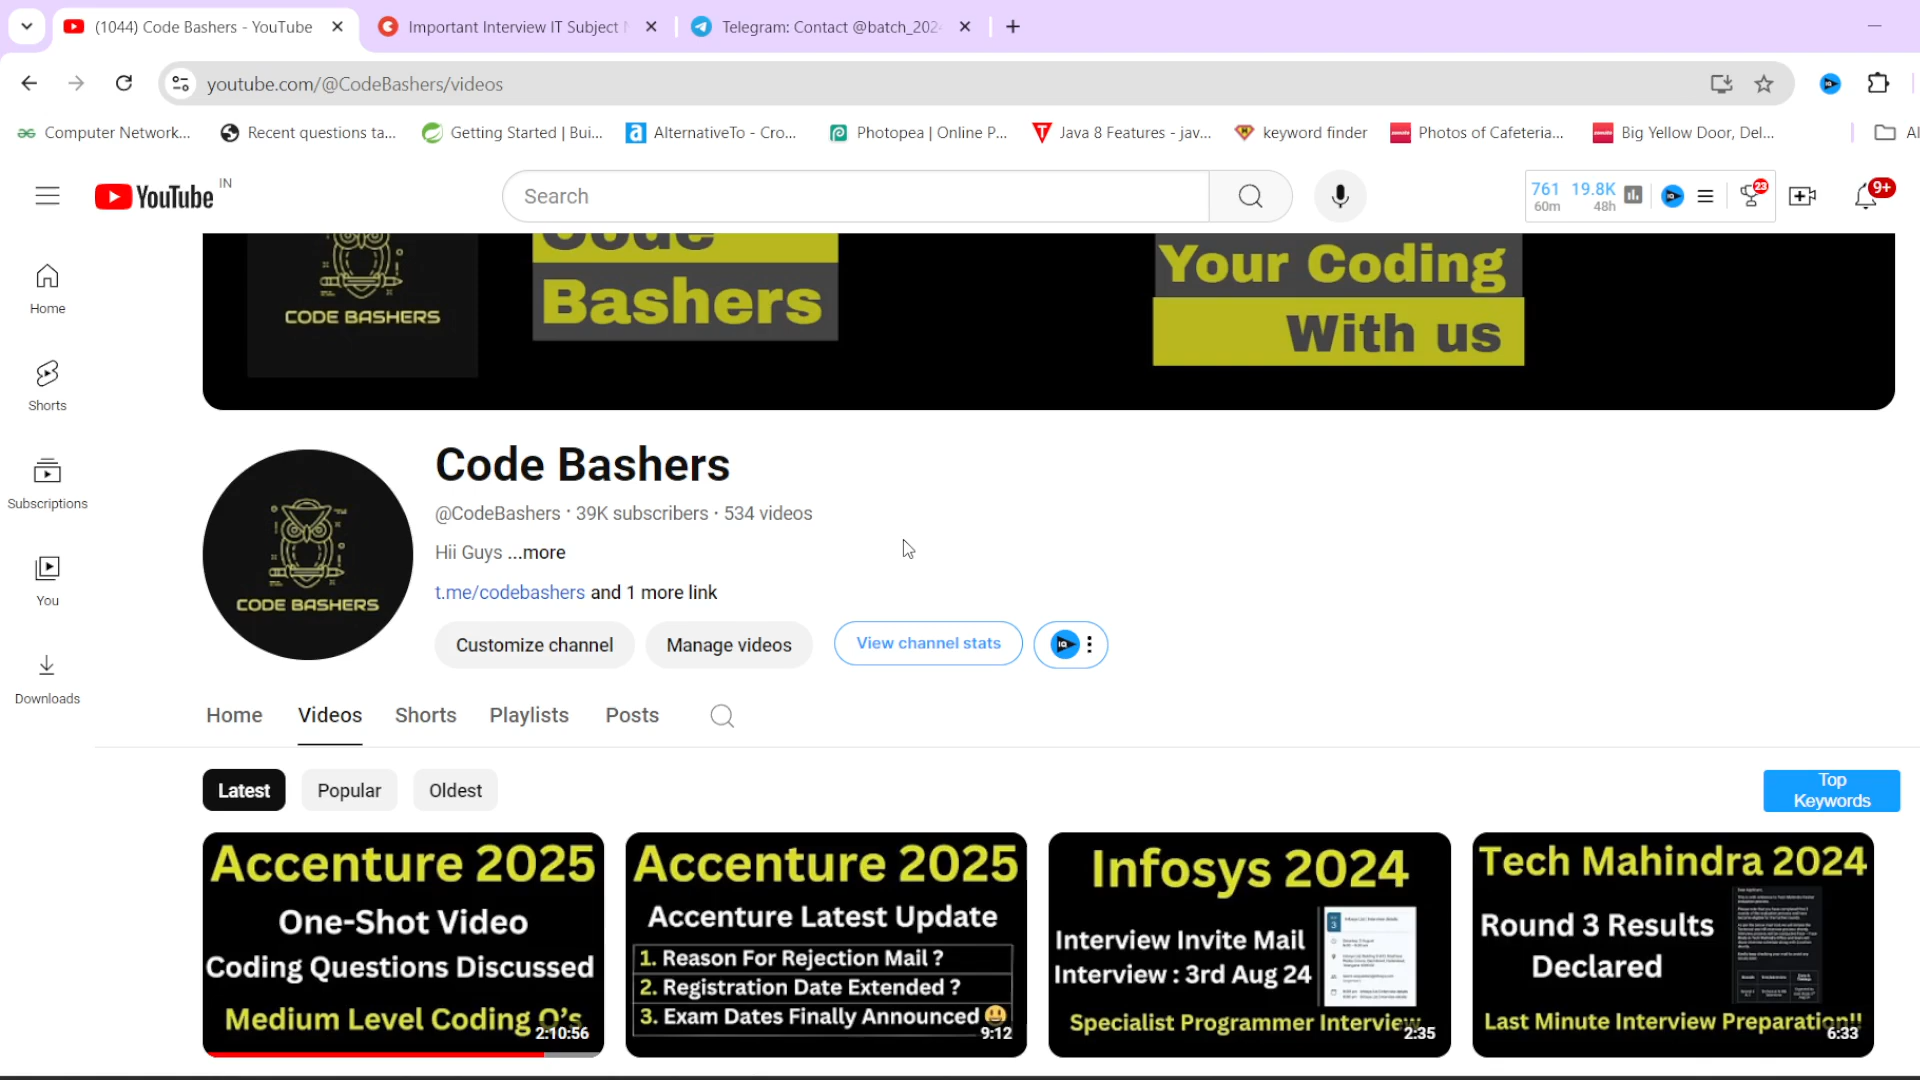 (1044) Code Bashers - YouTube
Important Interview IT Subject
Telegram: Contact @batch_202
youtube.com/@CodeBashers/videos
Computer Network...
Recent questions ta...
Getting Started | Bui...
AlternativeTo - Cro...
Photopea | Online P...
Java 8 Features - jav...
keyword finder
Photos of Cafeteria...
Big Yellow Door, Del...
Al
YouTube IN
Search
761 19.8K
60m 48h
23
9+
Home
Shorts
Subscriptions
You
Downloads
CODE BASHERS
Code
Bashers
Your Coding
With us
CODE BASHERS
Code Bashers
@CodeBashers · 39K subscribers · 534 videos
Hii Guys ...more
t.me/codebashers and 1 more link
Customize channel
Manage videos
View channel stats
Home
Videos
Shorts
Playlists
Posts
Latest
Popular
Oldest
Top
Keywords
Accenture 2025
One-Shot Video
Coding Questions Discussed
Medium Level Coding Q's
2:10:56
Accenture 2025
Accenture Latest Update
1. Reason For Rejection Mail ?
2. Registration Date Extended ?
3. Exam Dates Finally Announced
9:12
Infosys 2024
Interview Invite Mail
Interview : 3rd Aug 24
Specialist Programmer Interview
2:35
Tech Mahindra 2024
Round 3 Results
Declared
Last Minute Interview Preparation!!
6:33